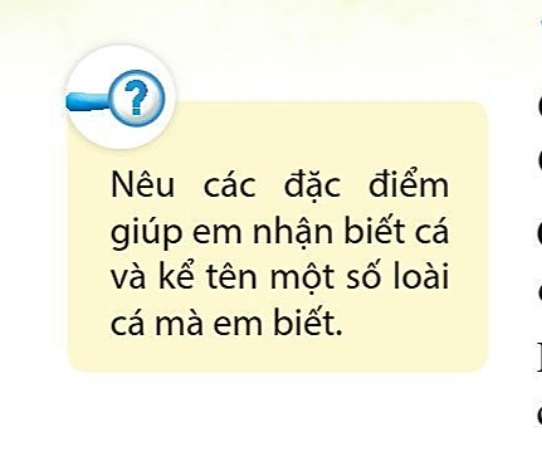 ?
Nêu các đặc điểm
giúp em nhận biết cá
và kể tên một số loài
cá mà em biết.